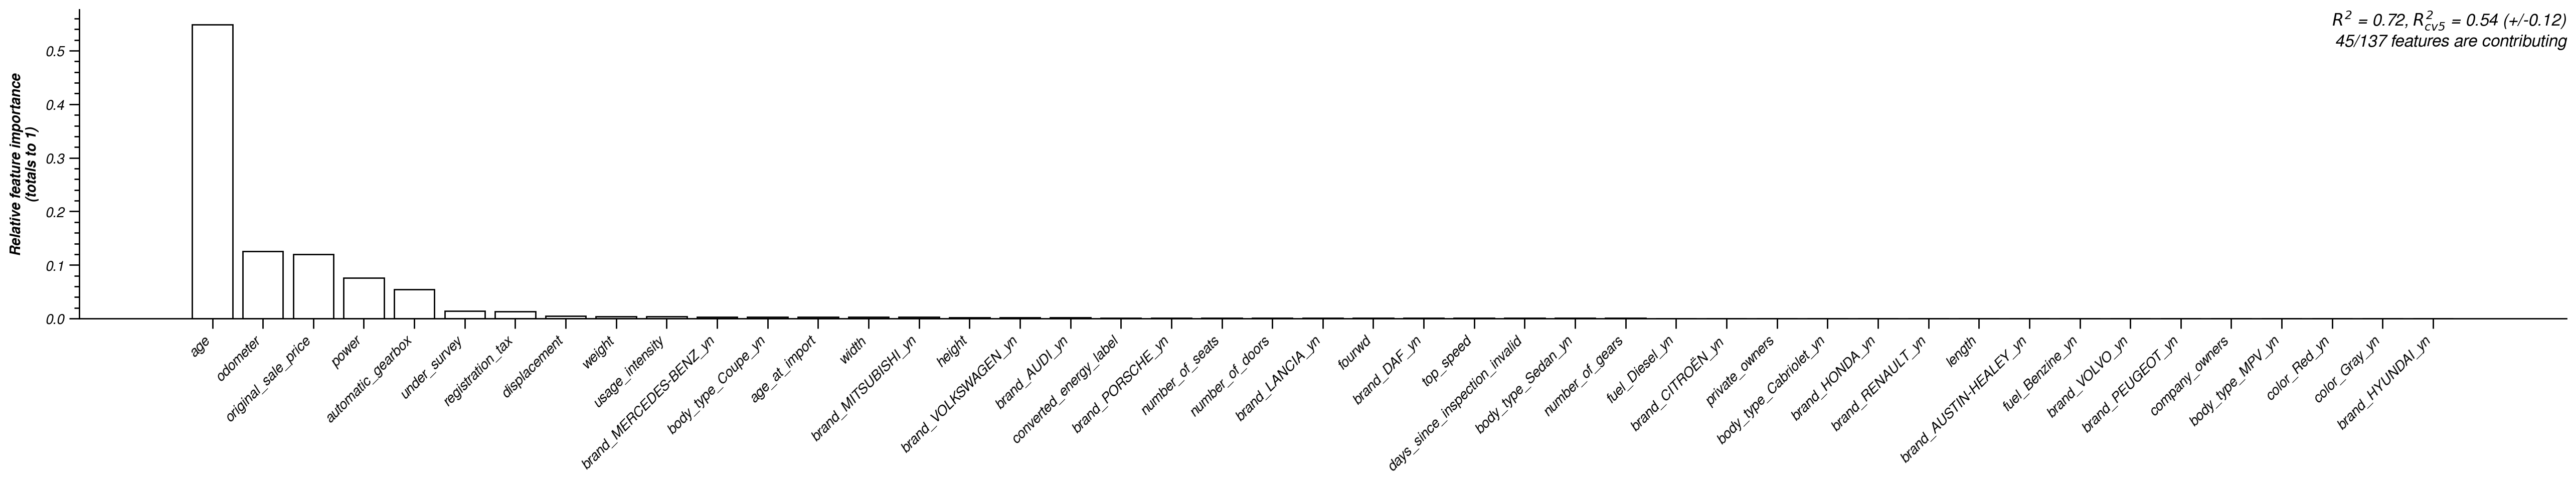 R² = 0.72, R²cv5 = 0.54 (+/-0.12)
45/137 features are contributing
Relative feature importance
(totals to 1)
0.5
0.4
0.3
0.2
0.1
0.0
age
odometer
original_sale_price
power
automatic_gearbox
under_survey
registration_tax
displacement
weight
usage_intensity
brand_MERCEDES-BENZ_yn
body_type_Coupe_yn
age_at_import
width
brand_MITSUBISHI_yn
height
brand_VOLKSWAGEN_yn
brand_AUDI_yn
converted_energy_label
brand_PORSCHE_yn
number_of_seats
number_of_doors
brand_LANCIA_yn
fourwd
brand_DAF_yn
top_speed
days_since_inspection_invalid
body_type_Sedan_yn
number_of_gears
fuel_Diesel_yn
brand_CITROËN_yn
private_owners
body_type_Cabriolet_yn
brand_HONDA_yn
brand_RENAULT_yn
length
brand_AUSTIN-HEALEY_yn
fuel_Benzine_yn
brand_VOLVO_yn
brand_PEUGEOT_yn
company_owners
body_type_MPV_yn
color_Red_yn
color_Gray_yn
brand_HYUNDAI_yn